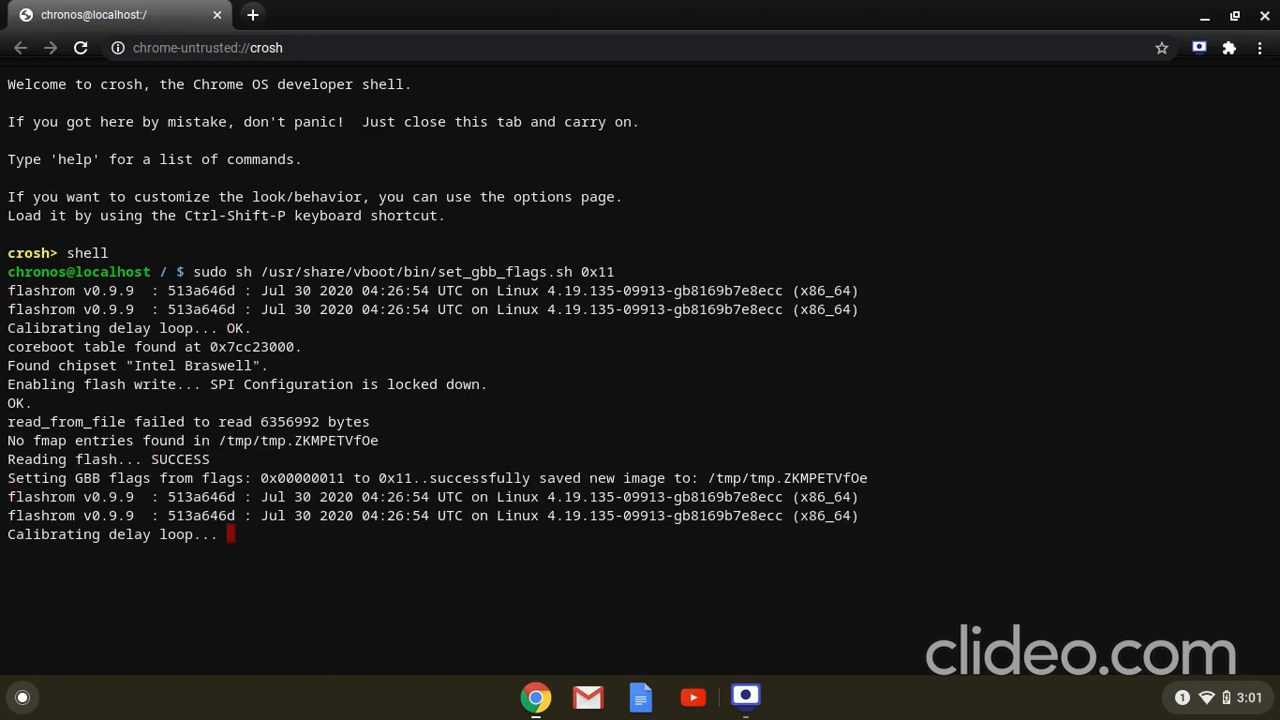 chronos@localhost:/
chrome-untrusted://crosh
Welcome to crosh, the Chrome OS developer shell.
If you got here by mistake, don't panic!  Just close this tab and carry on.
Type 'help' for a list of commands.
If you want to customize the look/behavior, you can use the options page.
Load it by using the Ctrl-Shift-P keyboard shortcut.
crosh> shell
chronos@localhost / $ sudo sh /usr/share/vboot/bin/set_gbb_flags.sh 0x11
flashrom v0.9.9  : 513a646d : Jul 30 2020 04:26:54 UTC on Linux 4.19.135-09913-gb8169b7e8ecc (x86_64)
flashrom v0.9.9  : 513a646d : Jul 30 2020 04:26:54 UTC on Linux 4.19.135-09913-gb8169b7e8ecc (x86_64)
Calibrating delay loop... OK.
coreboot table found at 0x7cc23000.
Found chipset "Intel Braswell".
Enabling flash write... SPI Configuration is locked down.
OK.
read_from_file failed to read 6356992 bytes
No fmap entries found in /tmp/tmp.ZKMPETVfOe
Reading flash... SUCCESS
Setting GBB flags from flags: 0x00000011 to 0x11..successfully saved new image to: /tmp/tmp.ZKMPETVfOe
flashrom v0.9.9  : 513a646d : Jul 30 2020 04:26:54 UTC on Linux 4.19.135-09913-gb8169b7e8ecc (x86_64)
flashrom v0.9.9  : 513a646d : Jul 30 2020 04:26:54 UTC on Linux 4.19.135-09913-gb8169b7e8ecc (x86_64)
Calibrating delay loop...
clideo.com
1 3:01